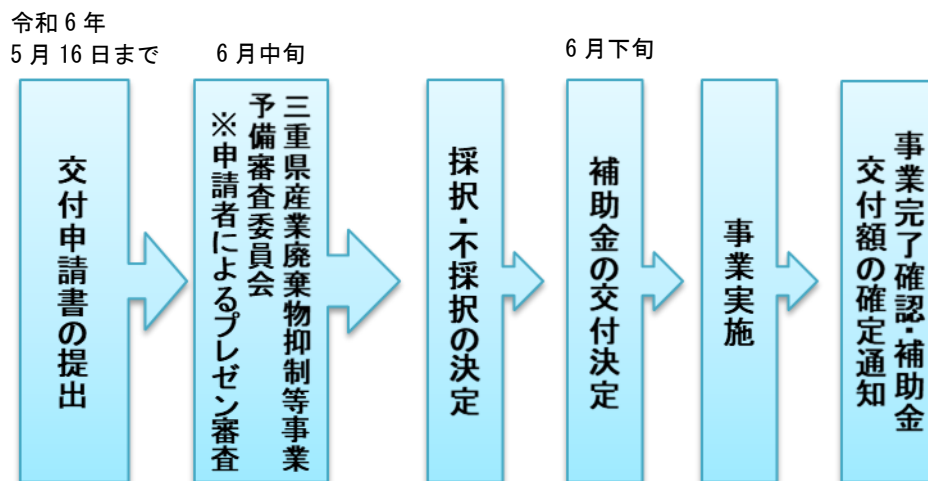 令和6年
5月16日まで
6月中旬
6月下旬
交付申請書の提出
三重県産業廃棄物抑制等事業
予備審査委員会
※申請者によるプレゼン審査
採択・不採択の決定
補助金の交付決定
事業実施
事業完了確認・補助金
交付額の確定通知